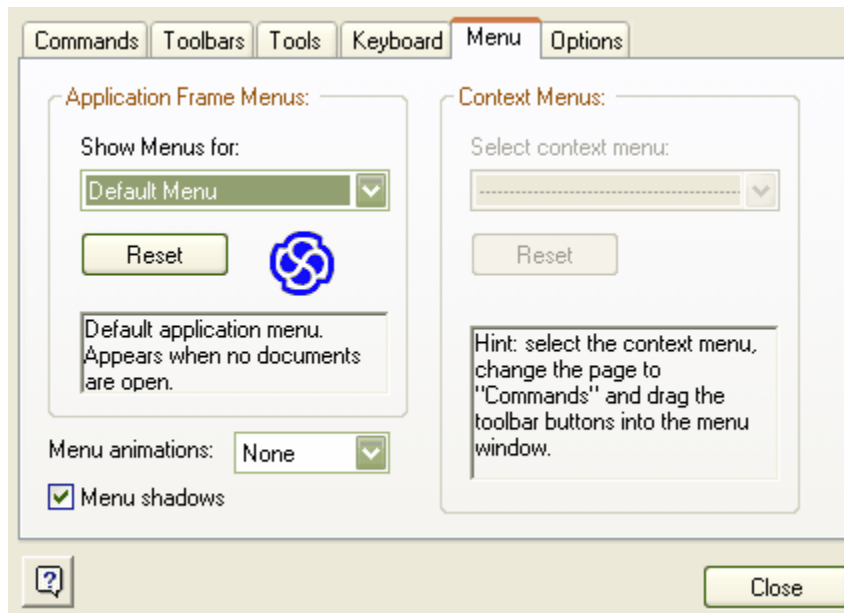 Commands Toolbars Tools Keyboard Menu Options
Application Frame Menus:
Show Menus for:
Default Menu
Reset
Default application menu.
Appears when no documents
are open.
Menu animations: None
Menu shadows
Context Menus:
Select context menu:
Reset
Hint: select the context menu,
change the page to
"Commands" and drag the
toolbar buttons into the menu
window.
?
Close